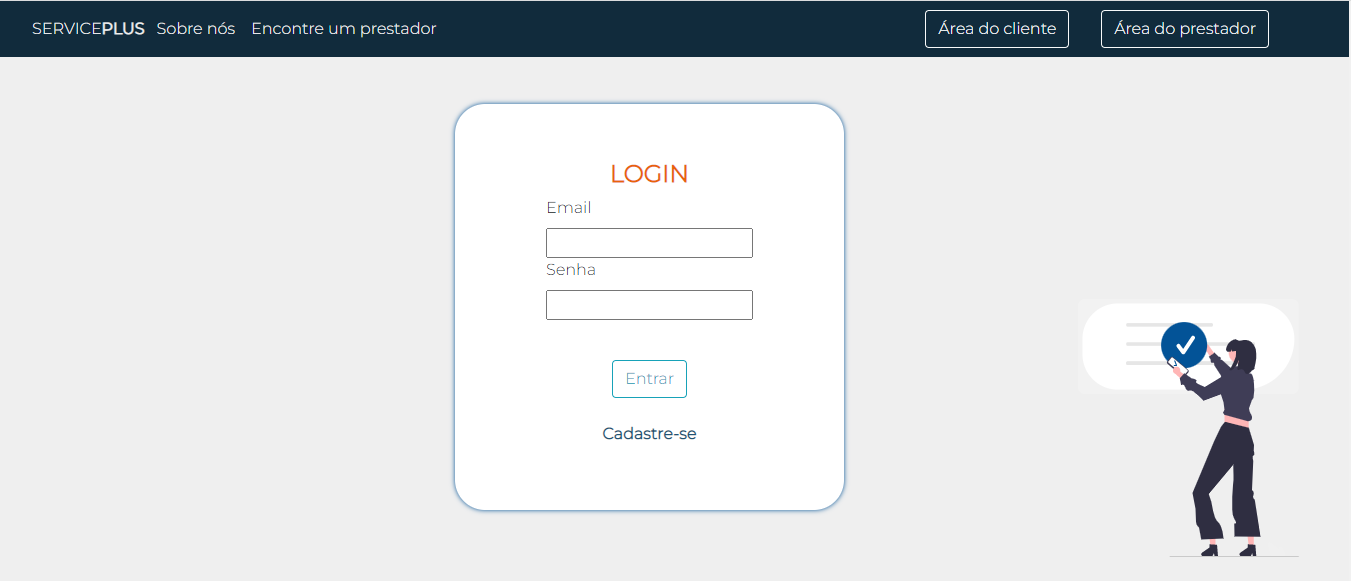 SERVICEPLUS Sobre nós Encontre um prestador Área do cliente Área do prestador
LOGIN
Email
Senha
Entrar
Cadastre-se